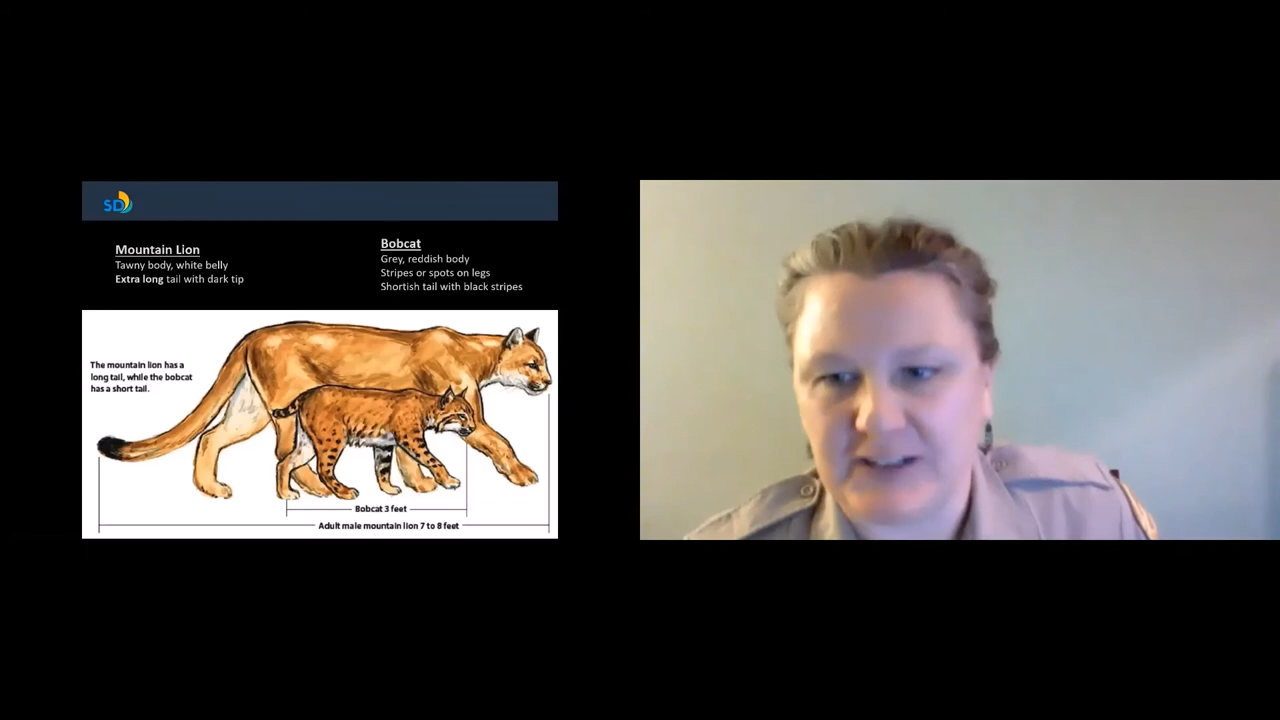 SD
Mountain Lion
Tawny body, white belly
Extra long tail with dark tip
Bobcat
Grey, reddish body
Stripes or spots on legs
Shortish tail with black stripes
The mountain lion has a
long tail, while the bobcat
has a short tail.
Bobcat 3 feet
Adult male mountain lion 7 to 8 feet